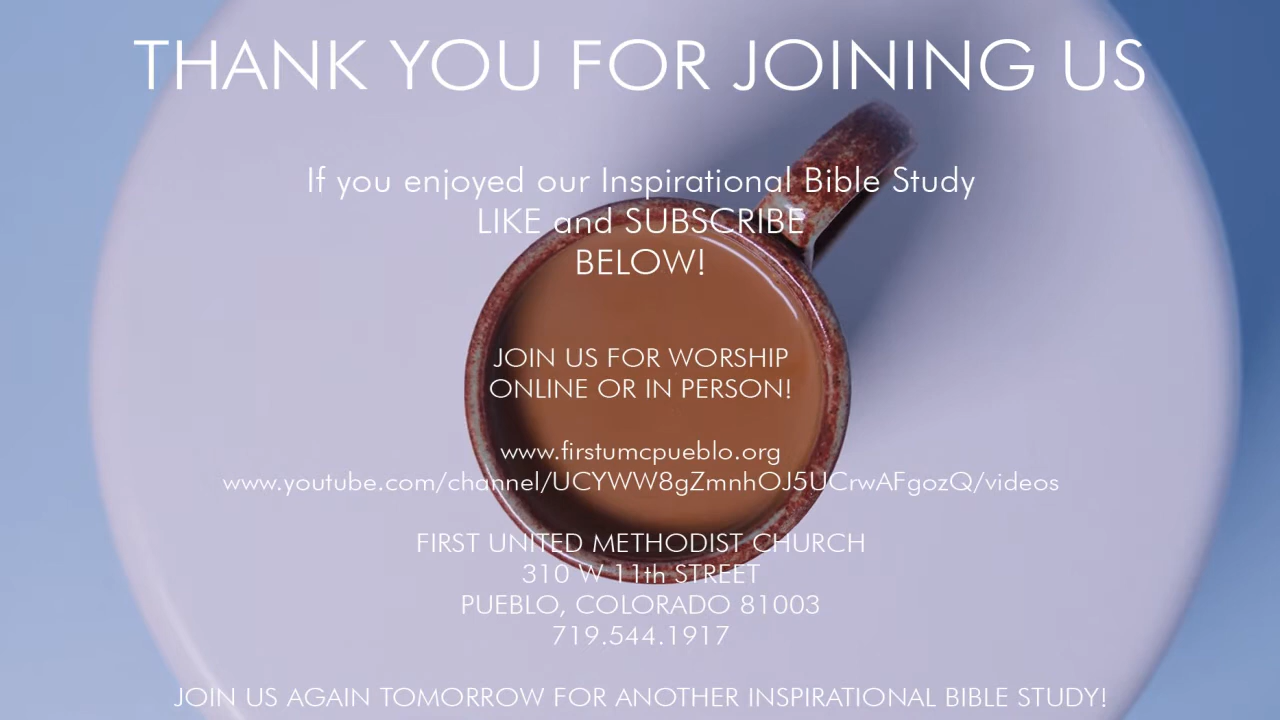 THANK YOU FOR JOINING US
If you enjoyed our Inspirational Bible Study
LIKE and SUBSCRIBE
BELOW!
JOIN US FOR WORSHIP
ONLINE OR IN PERSON!
www.firstumcpueblo.org
www.youtube.com/channel/UCYWW8gZmnhOJ5UCrwAFgozQ/videos
FIRST UNITED METHODIST CHURCH
310 W 11th STREET
PUEBLO, COLORADO 81003
719.544.1917
JOIN US AGAIN TOMORROW FOR ANOTHER INSPIRATIONAL BIBLE STUDY!